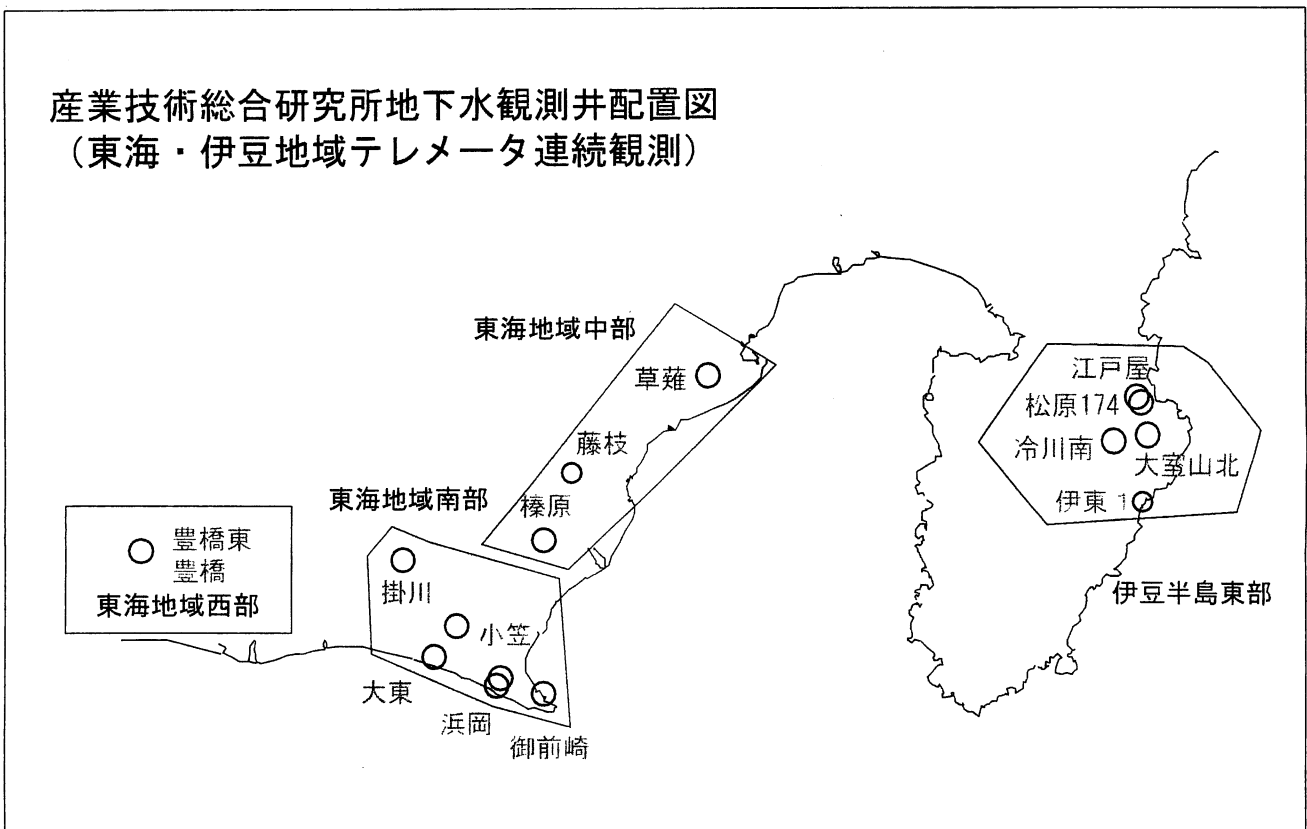 産業技術総合研究所地下水観測井配置図
（東海・伊豆地域テレメータ連続観測）
東海地域中部
草薙
藤枝
榛原
江戸屋
松原174
冷川南
大室山北
伊東 1
伊豆半島東部
東海地域南部
掛川
小笠
大東
浜岡
御前崎
豊橋東
豊橋
東海地域西部